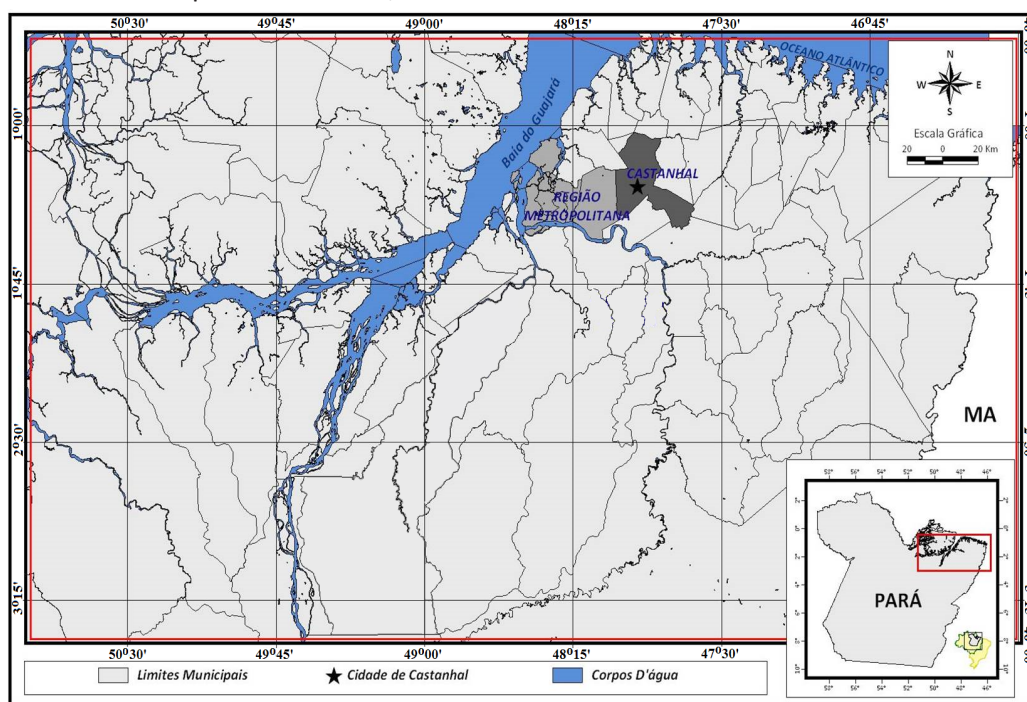 50°30' 49°45' 49°00' 48°15' 47°30' 46°45'
OCEANO ATLÂNTICO
N
W E
S
Escala Gráfica
20 0 20 Km
Baía do Guajará
1°00'
CASTANHAL
REGIÃO
METROPOLITANA
1°45'
MA
2°30'
3°15'
PARÁ
50°30' 49°45' 49°00' 48°15' 47°30'
Limites Municipais
Cidade de Castanhal
Corpos D'água